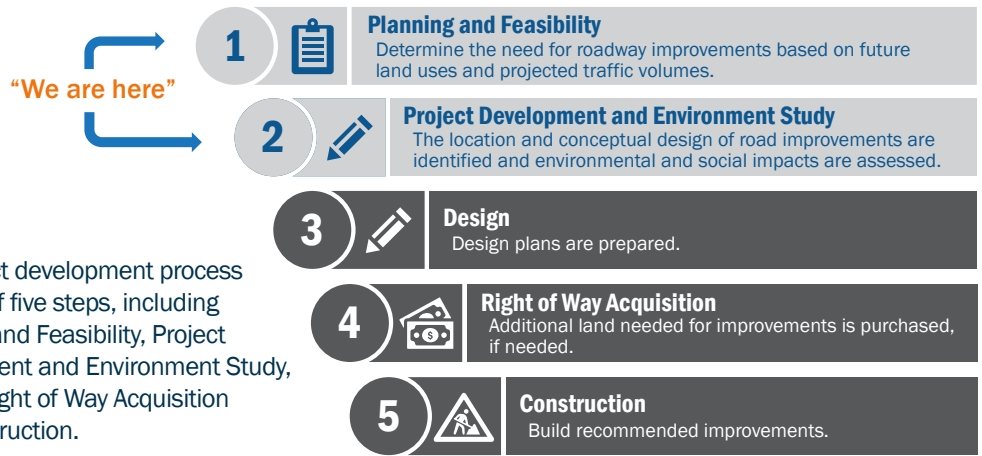 1
Planning and Feasibility
Determine the need for roadway improvements based on future
land uses and projected traffic volumes.
“We are here”
2
Project Development and Environment Study
The location and conceptual design of road improvements are
identified and environmental and social impacts are assessed.
3
Design
Design plans are prepared.
development process
five steps, including
and Feasibility, Project
and Environment Study,
of Way Acquisition
4
Right of Way Acquisition
Additional land needed for improvements is purchased,
if needed.
5
Construction
Build recommended improvements.